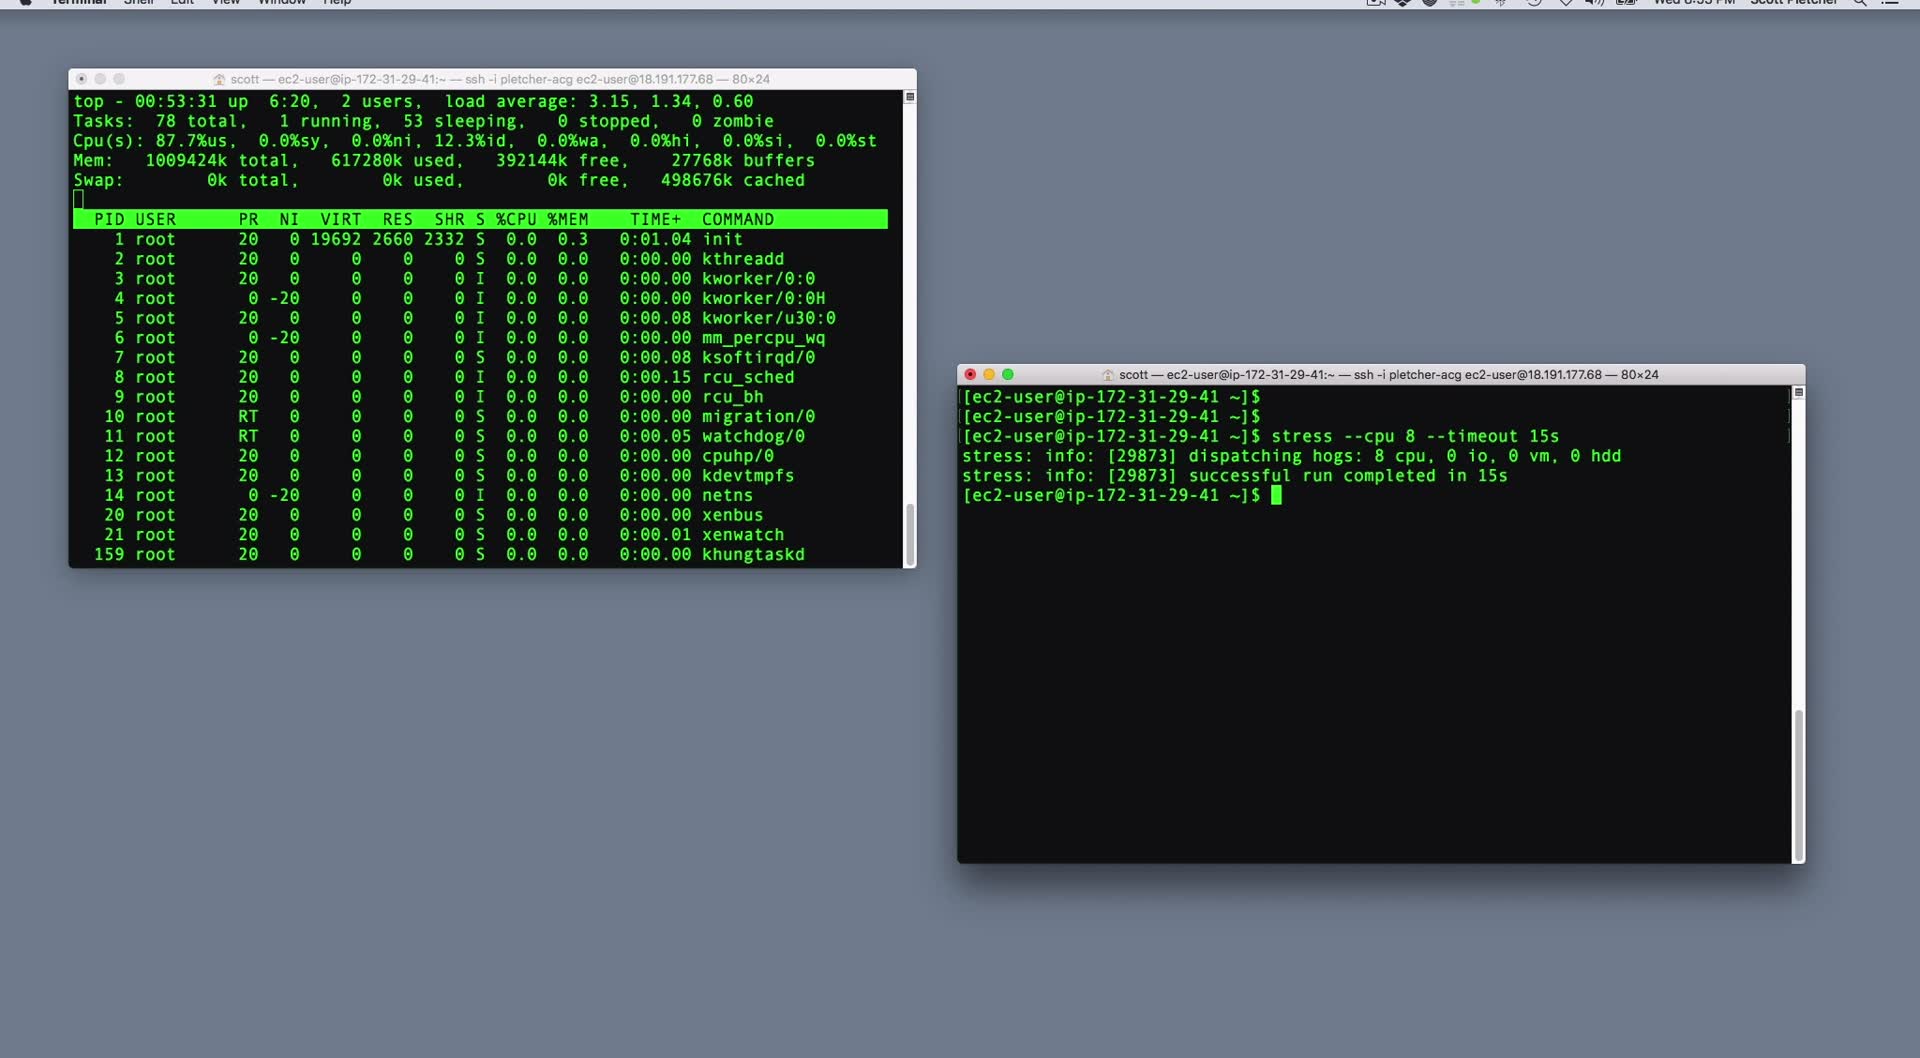 Terminal Shell Edit View Window Help Wed 8:53 PM Scott Pletcher
scott — ec2-user@ip-172-31-29-41:~ — ssh -i pletcher-acg ec2-user@18.191.177.68 — 80×24
top - 00:53:31 up  6:20,  2 users,  load average: 3.15, 1.34, 0.60
Tasks:  78 total,   1 running,  53 sleeping,   0 stopped,   0 zombie
Cpu(s): 87.7%us,  0.0%sy,  0.0%ni, 12.3%id,  0.0%wa,  0.0%hi,  0.0%si,  0.0%st
Mem:   1009424k total,   617280k used,   392144k free,    27768k buffers
Swap:        0k total,        0k used,        0k free,   498676k cached
PID USER      PR  NI  VIRT  RES  SHR S %CPU %MEM    TIME+  COMMAND
1 root      20   0 19692 2660 2332 S  0.0  0.3   0:01.04 init
2 root      20   0     0    0    0 S  0.0  0.0   0:00.00 kthreadd
3 root      20   0     0    0    0 I  0.0  0.0   0:00.00 kworker/0:0
4 root       0 -20     0    0    0 I  0.0  0.0   0:00.00 kworker/0:0H
5 root      20   0     0    0    0 I  0.0  0.0   0:00.08 kworker/u30:0
6 root       0 -20     0    0    0 I  0.0  0.0   0:00.00 mm_percpu_wq
7 root      20   0     0    0    0 S  0.0  0.0   0:00.08 ksoftirqd/0
8 root      20   0     0    0    0 I  0.0  0.0   0:00.15 rcu_sched
9 root      20   0     0    0    0 I  0.0  0.0   0:00.00 rcu_bh
10 root      RT   0     0    0    0 S  0.0  0.0   0:00.00 migration/0
11 root      RT   0     0    0    0 S  0.0  0.0   0:00.05 watchdog/0
12 root      20   0     0    0    0 S  0.0  0.0   0:00.00 cpuhp/0
13 root      20   0     0    0    0 S  0.0  0.0   0:00.00 kdevtmpfs
14 root       0 -20     0    0    0 I  0.0  0.0   0:00.00 netns
20 root      20   0     0    0    0 S  0.0  0.0   0:00.00 xenbus
21 root      20   0     0    0    0 S  0.0  0.0   0:00.01 xenwatch
159 root      20   0     0    0    0 S  0.0  0.0   0:00.00 khungtaskd
scott — ec2-user@ip-172-31-29-41:~ — ssh -i pletcher-acg ec2-user@18.191.177.68 — 80×24
[ec2-user@ip-172-31-29-41 ~]$
[ec2-user@ip-172-31-29-41 ~]$
[ec2-user@ip-172-31-29-41 ~]$ stress --cpu 8 --timeout 15s
stress: info: [29873] dispatching hogs: 8 cpu, 0 io, 0 vm, 0 hdd
stress: info: [29873] successful run completed in 15s
[ec2-user@ip-172-31-29-41 ~]$